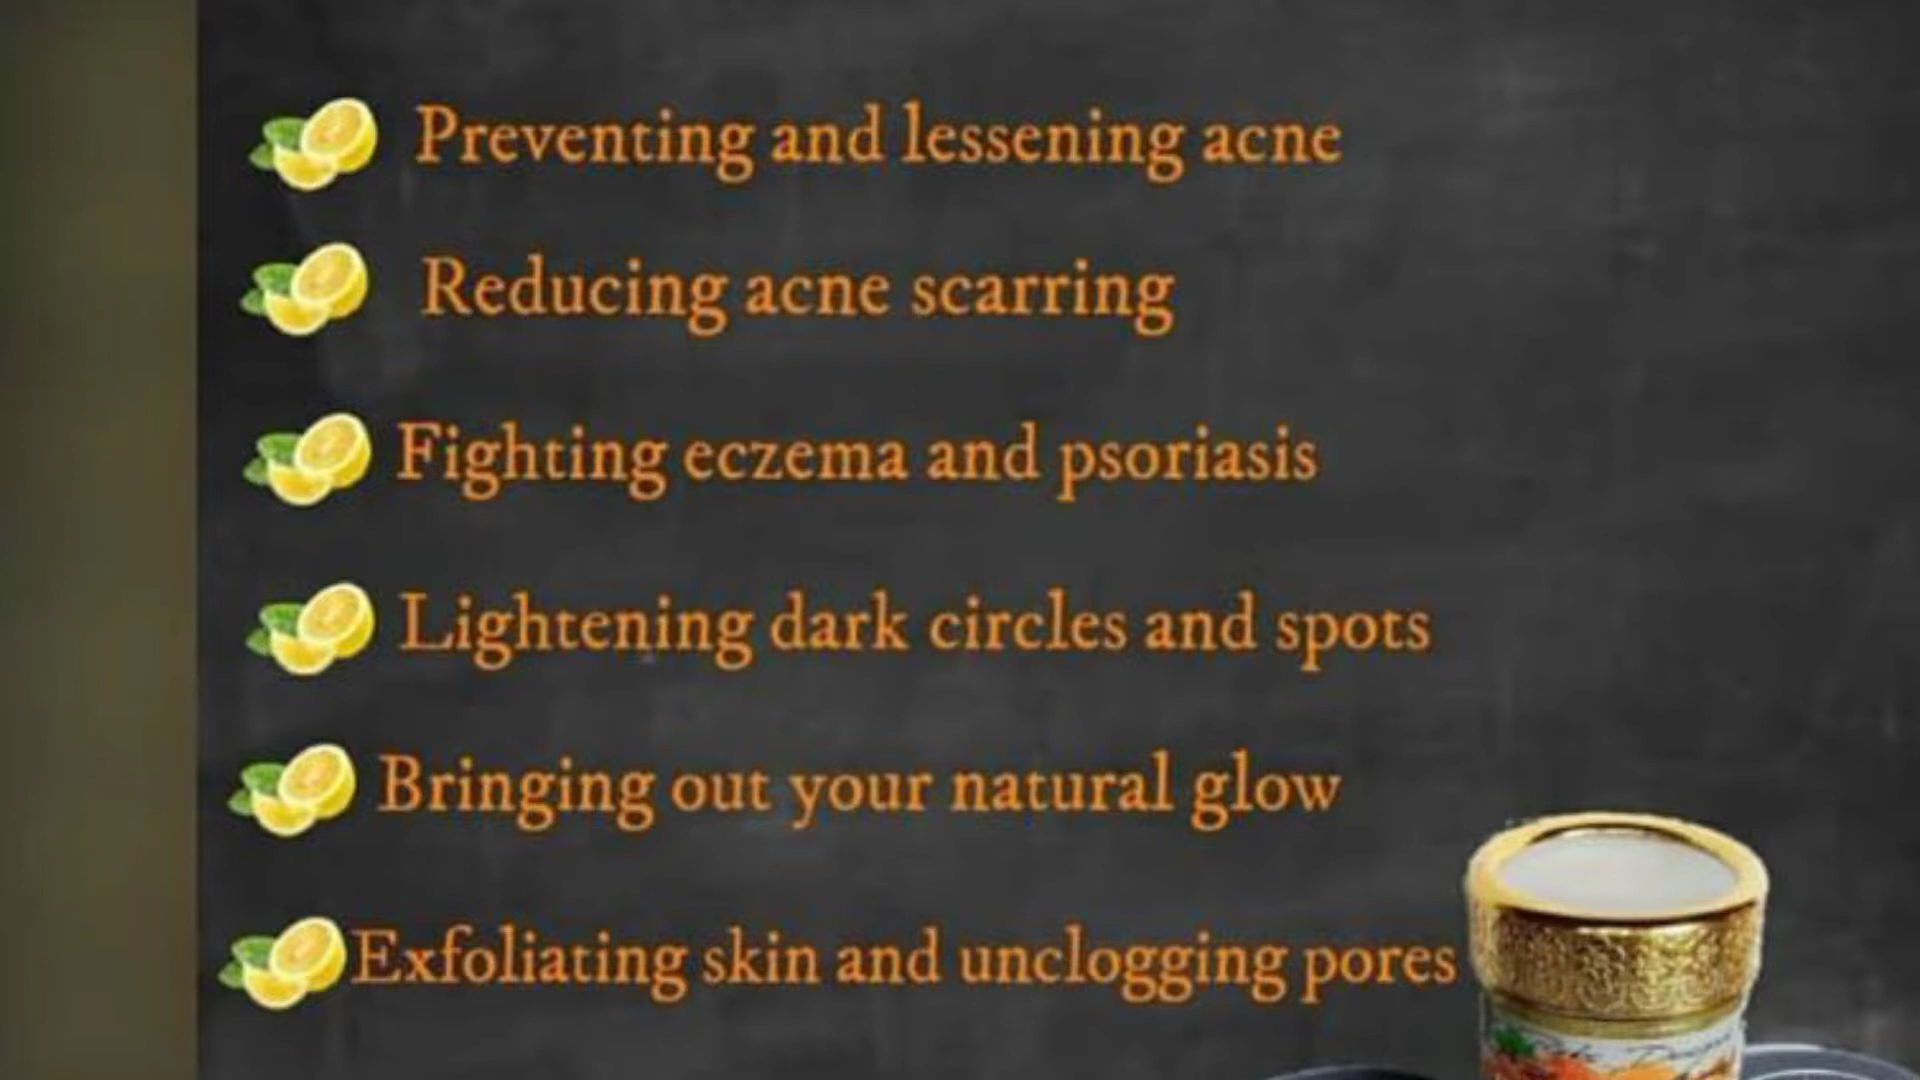 Preventing and lessening acne
Reducing acne scarring
Fighting eczema and psoriasis
Lightening dark circles and spots
Bringing out your natural glow
Exfoliating skin and unclogging pores